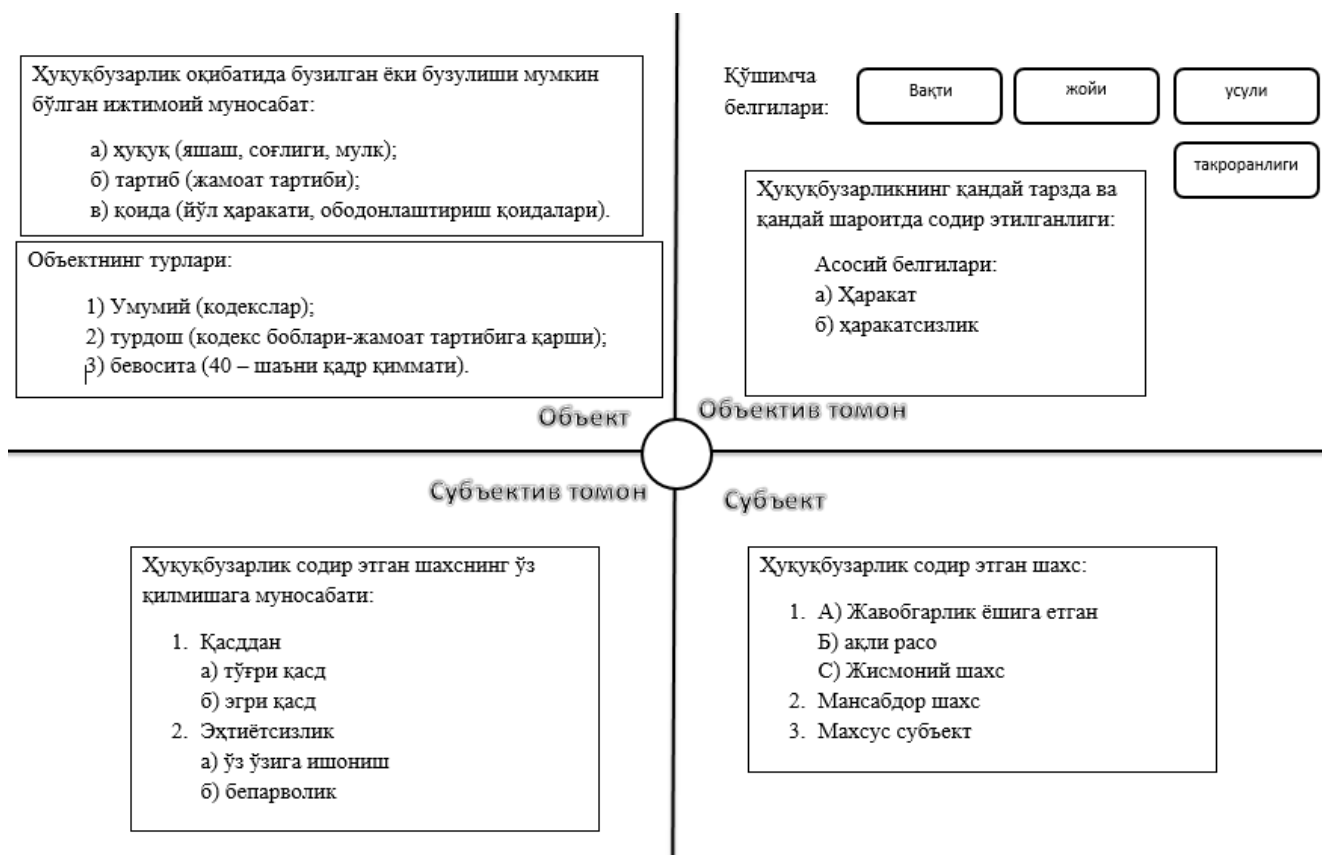 Ҳуқуқбузарлик оқибатида бузилган ёки бузулиши мумкин
бўлган ижтимоий муносабат:
а) ҳуқуқ (яшаш, соғлиги, мулк);
б) тартиб (жамоат тартиби);
в) қоида (йўл ҳаракати, ободонлаштириш қоидалари).
Объектнинг турлари:
1) Умумий (кодекслар);
2) турдош (кодекс боблари-жамоат тартибига қарши);
3) бевосита (40 – шаъни қадр қиммати).
Объект
Қўшимча
белгилари:
Вақти
жойи
усули
такроранлиги
Ҳуқуқбузарликнинг қандай тарзда ва
қандай шароитда содир этилганлиги:
Асосий белгилари:
а) Ҳаракат
б) ҳаракатсизлик
Объектив томон
Субъектив томон
Ҳуқуқбузарлик содир этган шахснинг ўз
қилмишага муносабати:
1. Қасддан
а) тўғри қасд
б) эгри қасд
2. Эҳтиётсизлик
а) ўз ўзига ишониш
б) бепарволик
Субъект
Ҳуқуқбузарлик содир этган шахс:
1. А) Жавобгарлик ёшига етган
Б) ақли расо
С) Жисмоний шахс
2. Мансабдор шахс
3. Махсус субъект